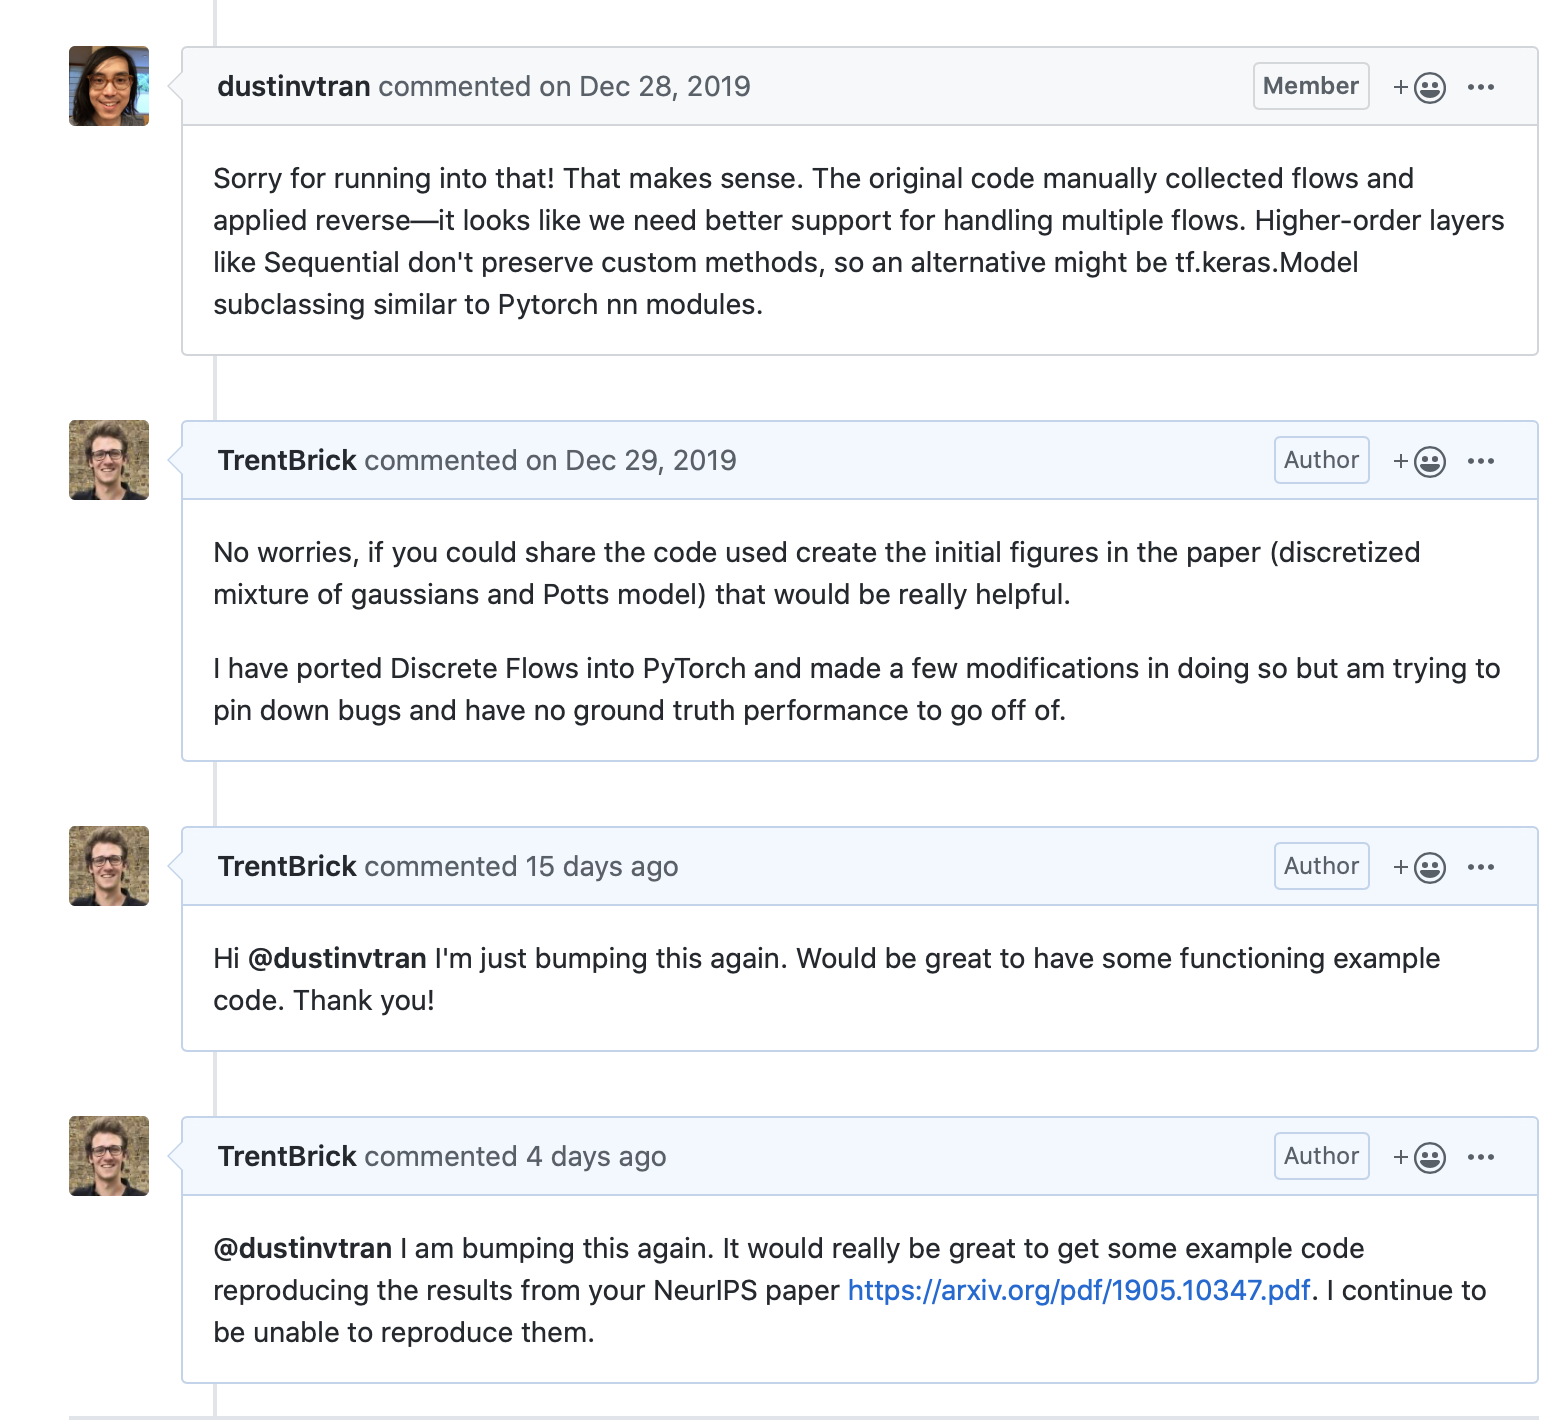 dustinvtran commented on Dec 28, 2019 Member
Sorry for running into that! That makes sense. The original code manually collected flows and
applied reverse—it looks like we need better support for handling multiple flows. Higher-order layers
like Sequential don't preserve custom methods, so an alternative might be tf.keras.Model
subclassing similar to Pytorch nn modules.
TrentBrick commented on Dec 29, 2019 Author
No worries, if you could share the code used create the initial figures in the paper (discretized
mixture of gaussians and Potts model) that would be really helpful.
I have ported Discrete Flows into PyTorch and made a few modifications in doing so but am trying to
pin down bugs and have no ground truth performance to go off of.
TrentBrick commented 15 days ago Author
Hi @dustinvtran I'm just bumping this again. Would be great to have some functioning example
code. Thank you!
TrentBrick commented 4 days ago Author
@dustinvtran I am bumping this again. It would really be great to get some example code
reproducing the results from your NeurIPS paper https://arxiv.org/pdf/1905.10347.pdf. I continue to
be unable to reproduce them.